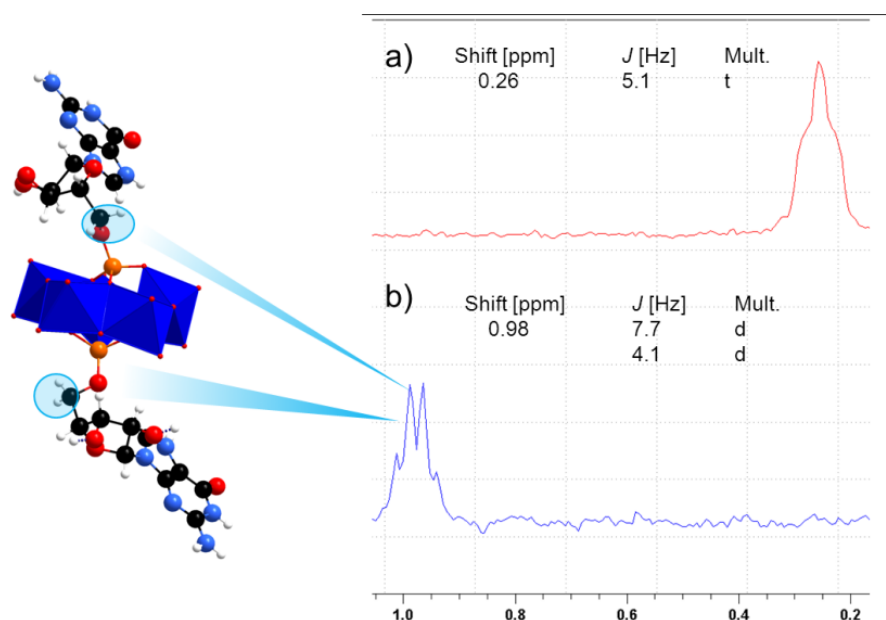 a)
Shift [ppm] J [Hz] Mult.
0.26 5.1 t
b)
Shift [ppm] J [Hz] Mult.
0.98 7.7 d
4.1 d
1.0 0.8 0.6 0.4 0.2